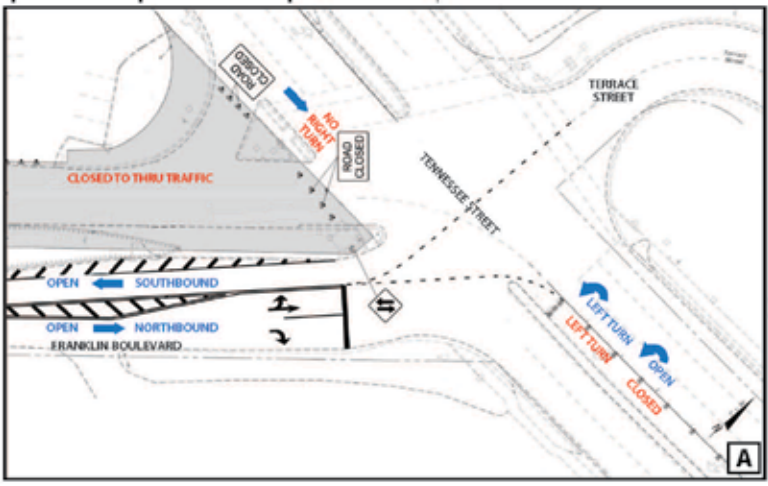 ROAD
CLOSED
NO
RIGHT
TURN
ROAD
CLOSED
TERRACE
STREET
TENNESSEE STREET
CLOSED TO THRU TRAFFIC
OPEN SOUTHBOUND
OPEN NORTHBOUND
FRANKLIN BOULEVARD
LEFT TURN
OPEN
LEFT TURN
CLOSED
N
A